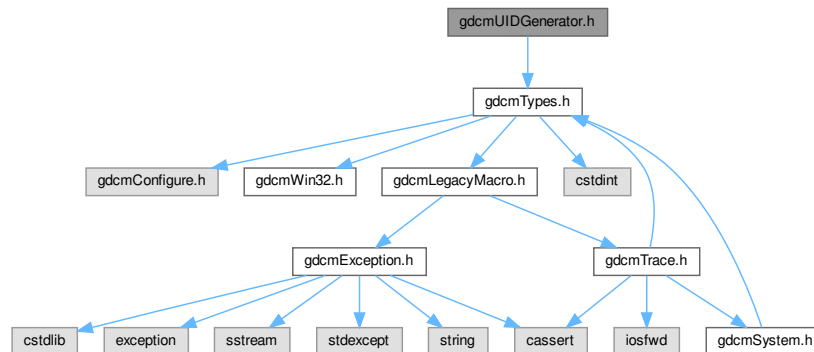 gdcmUIDGenerator.h
gdcmTypes.h
gdcmConfigure.h
gdcmWin32.h
gdcmLegacyMacro.h
cstdint
gdcmException.h
gdcmTrace.h
cstdlib
exception
sstream
stdexcept
string
cassert
iosfwd
gdcmSystem.h